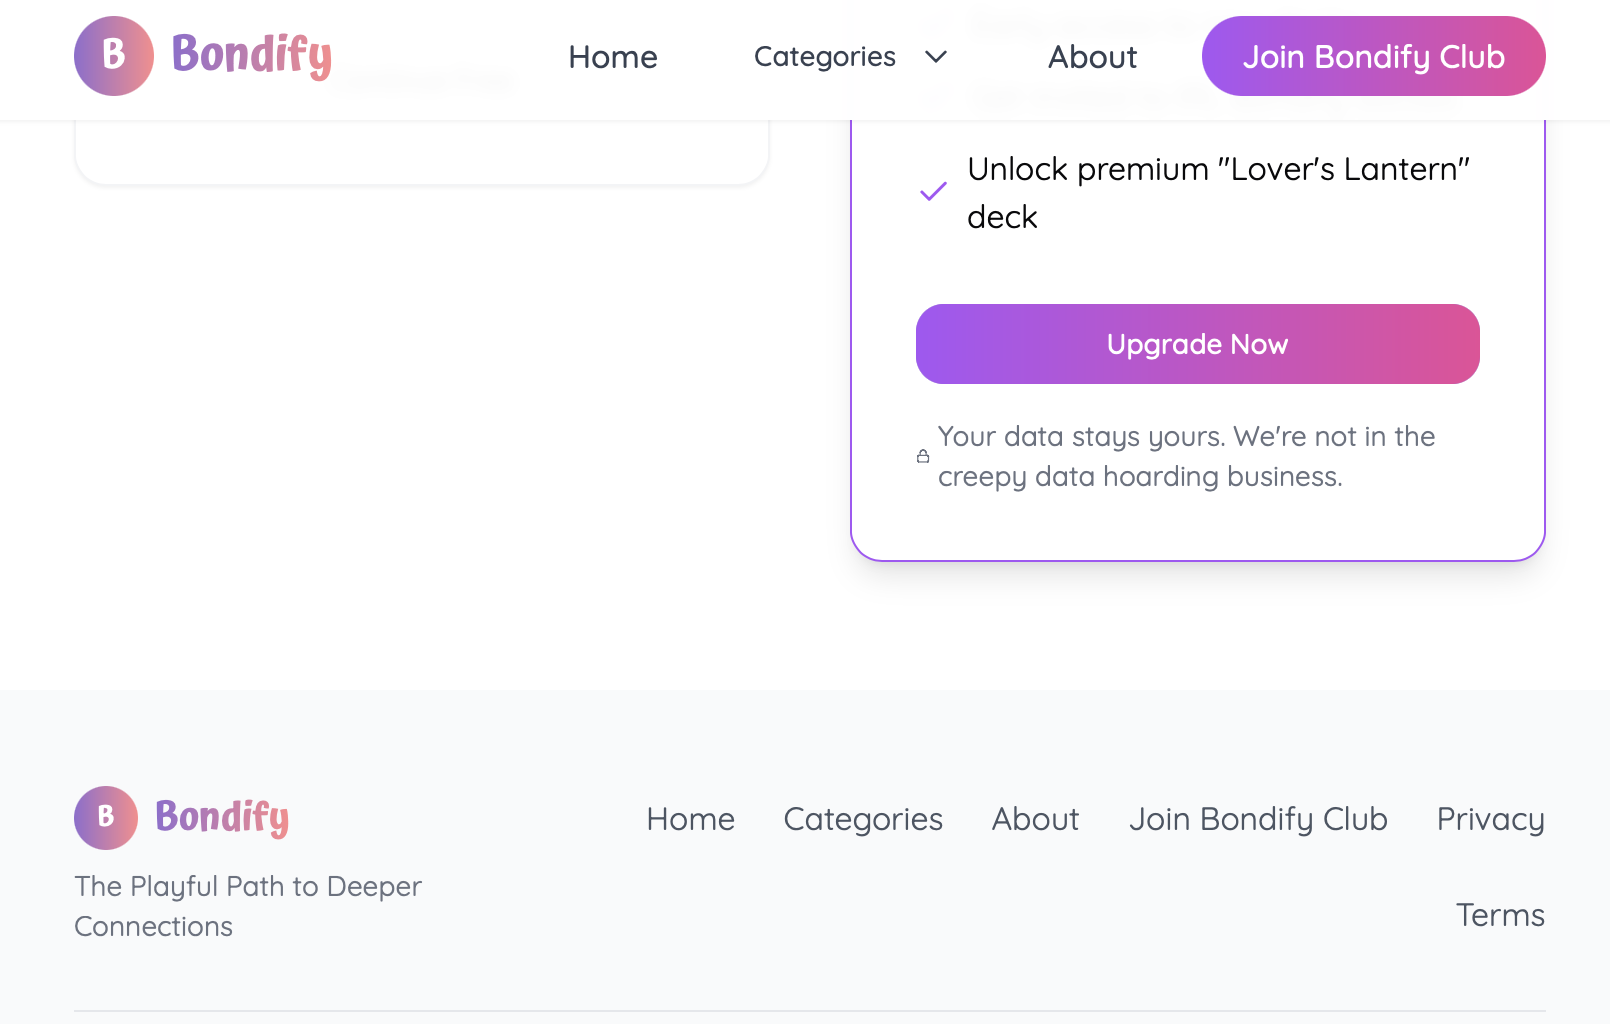 B Bondify Home Categories About Join Bondify Club
Unlock premium "Lover's Lantern"
deck
Upgrade Now
Your data stays yours. We're not in the
creepy data hoarding business.
B Bondify
Home Categories About Join Bondify Club Privacy
The Playful Path to Deeper
Connections
Terms